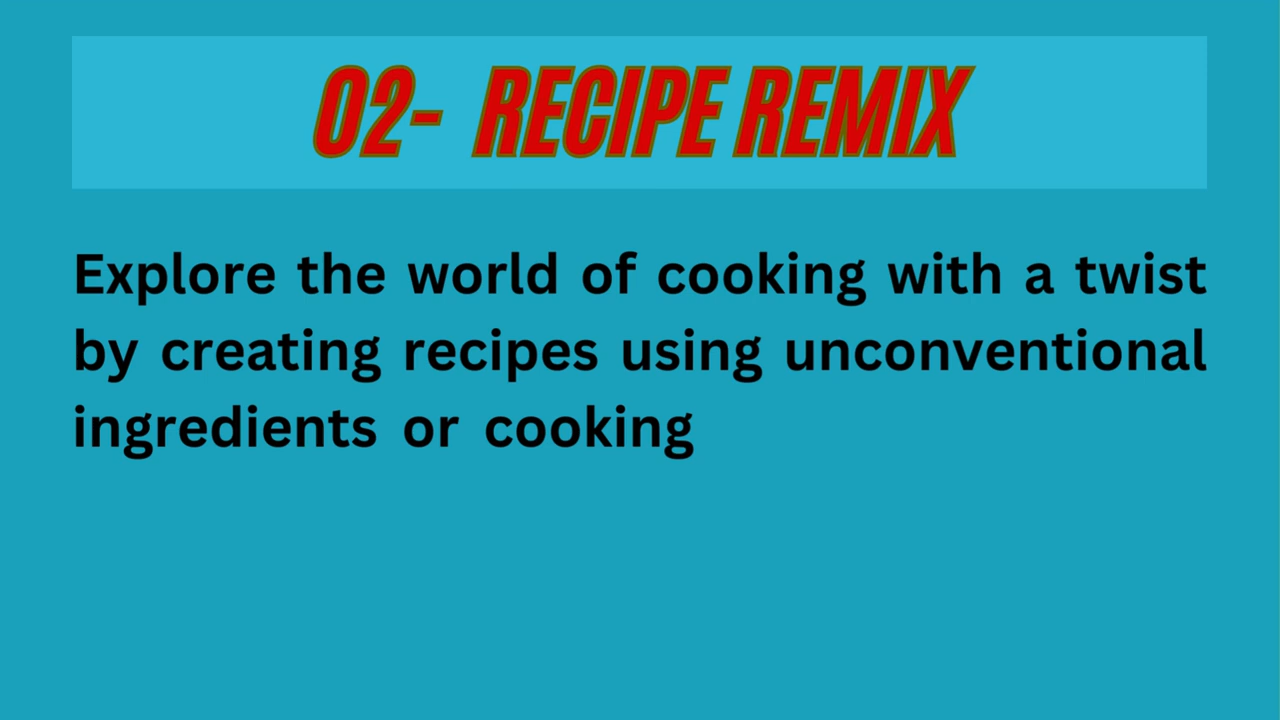 02- RECIPE REMIX
Explore the world of cooking with a twist
by creating recipes using unconventional
ingredients or cooking